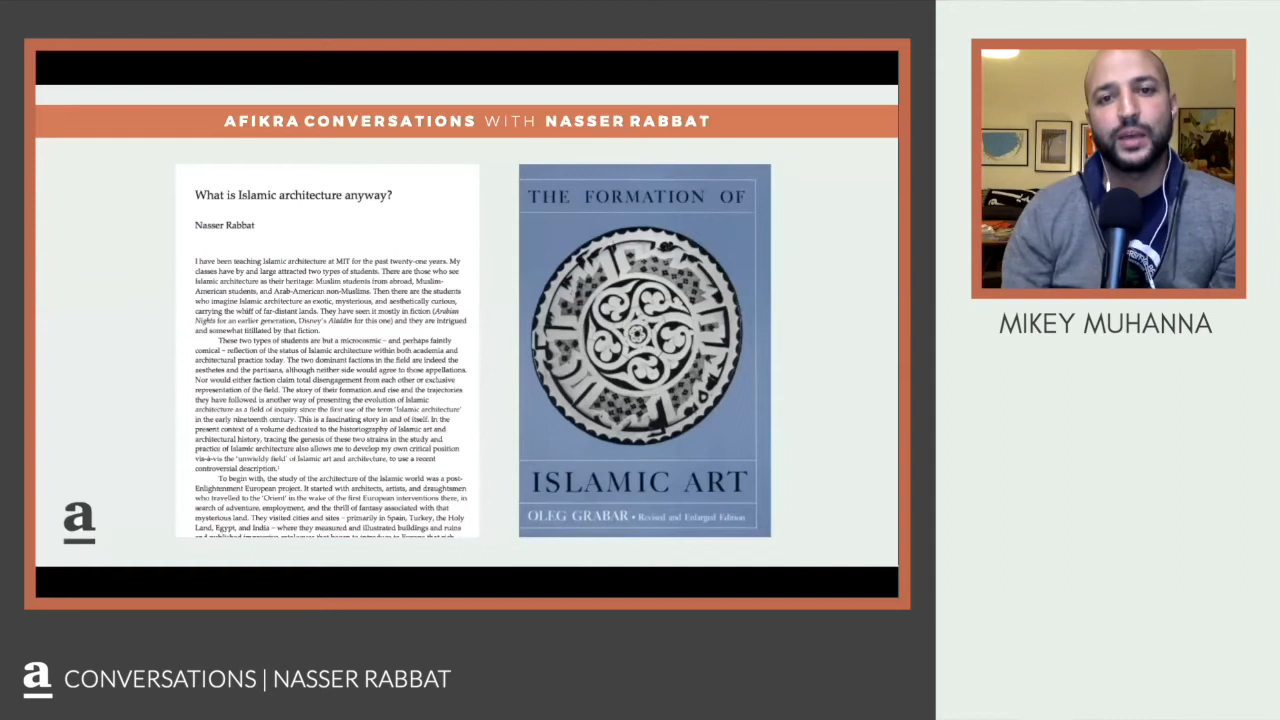 AFIKRA CONVERSATIONS WITH NASSER RABBAT
What is Islamic architecture anyway?
Nasser Rabbat
I have been teaching Islamic architecture at MIT for the past twenty-one years. My
classes have by and large attracted two types of students. There are those who see
Islamic architecture as their heritage: Muslim students from abroad, Muslim-
American students, and Arab-American non-Muslims. Then there are the students
who imagine Islamic architecture as exotic, mysterious, and aesthetically curious,
carrying the whiff of far-distant lands. They have seen it mostly in fiction (Arabian
Nights for an earlier generation, Disney's Aladdin for this one) and they are intrigued
and somewhat titillated by that fiction.
These two types of students are but a microcosmic – and perhaps faintly
comical – reflection of the status of Islamic architecture within both academia and
architectural practice today. The two dominant factions in the field are indeed the
aesthetes and the partisans, although neither side would agree to those appellations.
Nor would either faction claim total disengagement from each other or exclusive
representation of the field. The story of their formation and rise and the trajectories
they have followed is another way of presenting the evolution of Islamic
architecture as a field of inquiry since the first use of the term 'Islamic architecture'
in the early nineteenth century. This is a fascinating story in and of itself. In the
present context of a volume dedicated to the historiography of Islamic art and
architectural history, tracing the genesis of these two strains in the study and
practice of Islamic architecture also allows me to develop my own critical position
vis-à-vis the 'unwieldy field' of Islamic art and architecture, to use a recent
controversial description.¹
To begin with, the study of the architecture of the Islamic world was a post-
Enlightenment European project. It started with architects, artists, and draughtsmen
who travelled to the 'Orient' in the wake of the first European interventions there, in
search of adventure, employment, and the thrill of fantasy associated with that
mysterious land. They visited cities and sites – primarily in Spain, Turkey, the Holy
Land, Egypt, and India – where they measured and illustrated buildings and ruins
THE FORMATION OF
ISLAMIC ART
OLEG GRABAR • Revised and Enlarged Edition
a
MIKEY MUHANNA
a CONVERSATIONS | NASSER RABBAT